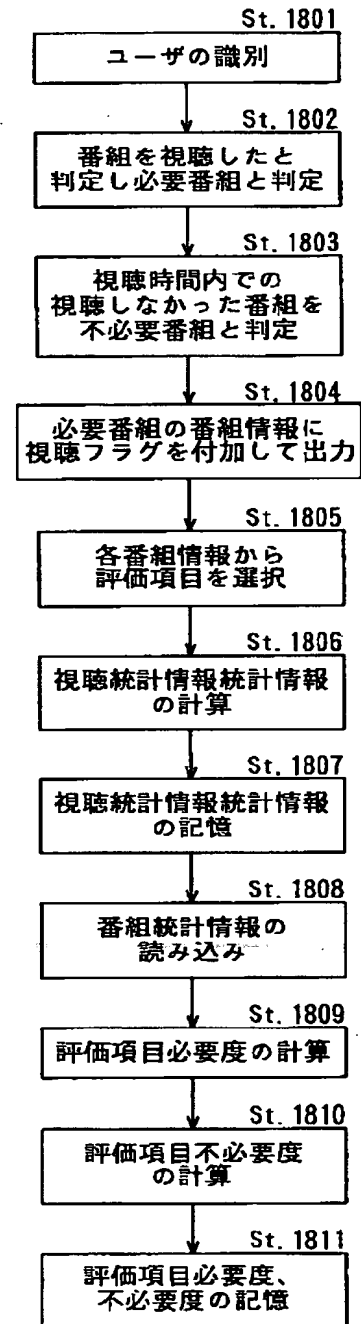 St. 1801
ユーザの識別
St. 1802
番組を視聴したと
判定し必要番組と判定
St. 1803
視聴時間内での
視聴しなかった番組を
不必要番組と判定
St. 1804
必要番組の番組情報に
視聴フラグを付加して出力
St. 1805
各番組情報から
評価項目を選択
St. 1806
視聴統計情報統計情報
の計算
St. 1807
視聴統計情報統計情報
の記憶
St. 1808
番組統計情報の
読み込み
St. 1809
評価項目必要度の計算
St. 1810
評価項目不必要度
の計算
St. 1811
評価項目必要度、
不必要度の記憶